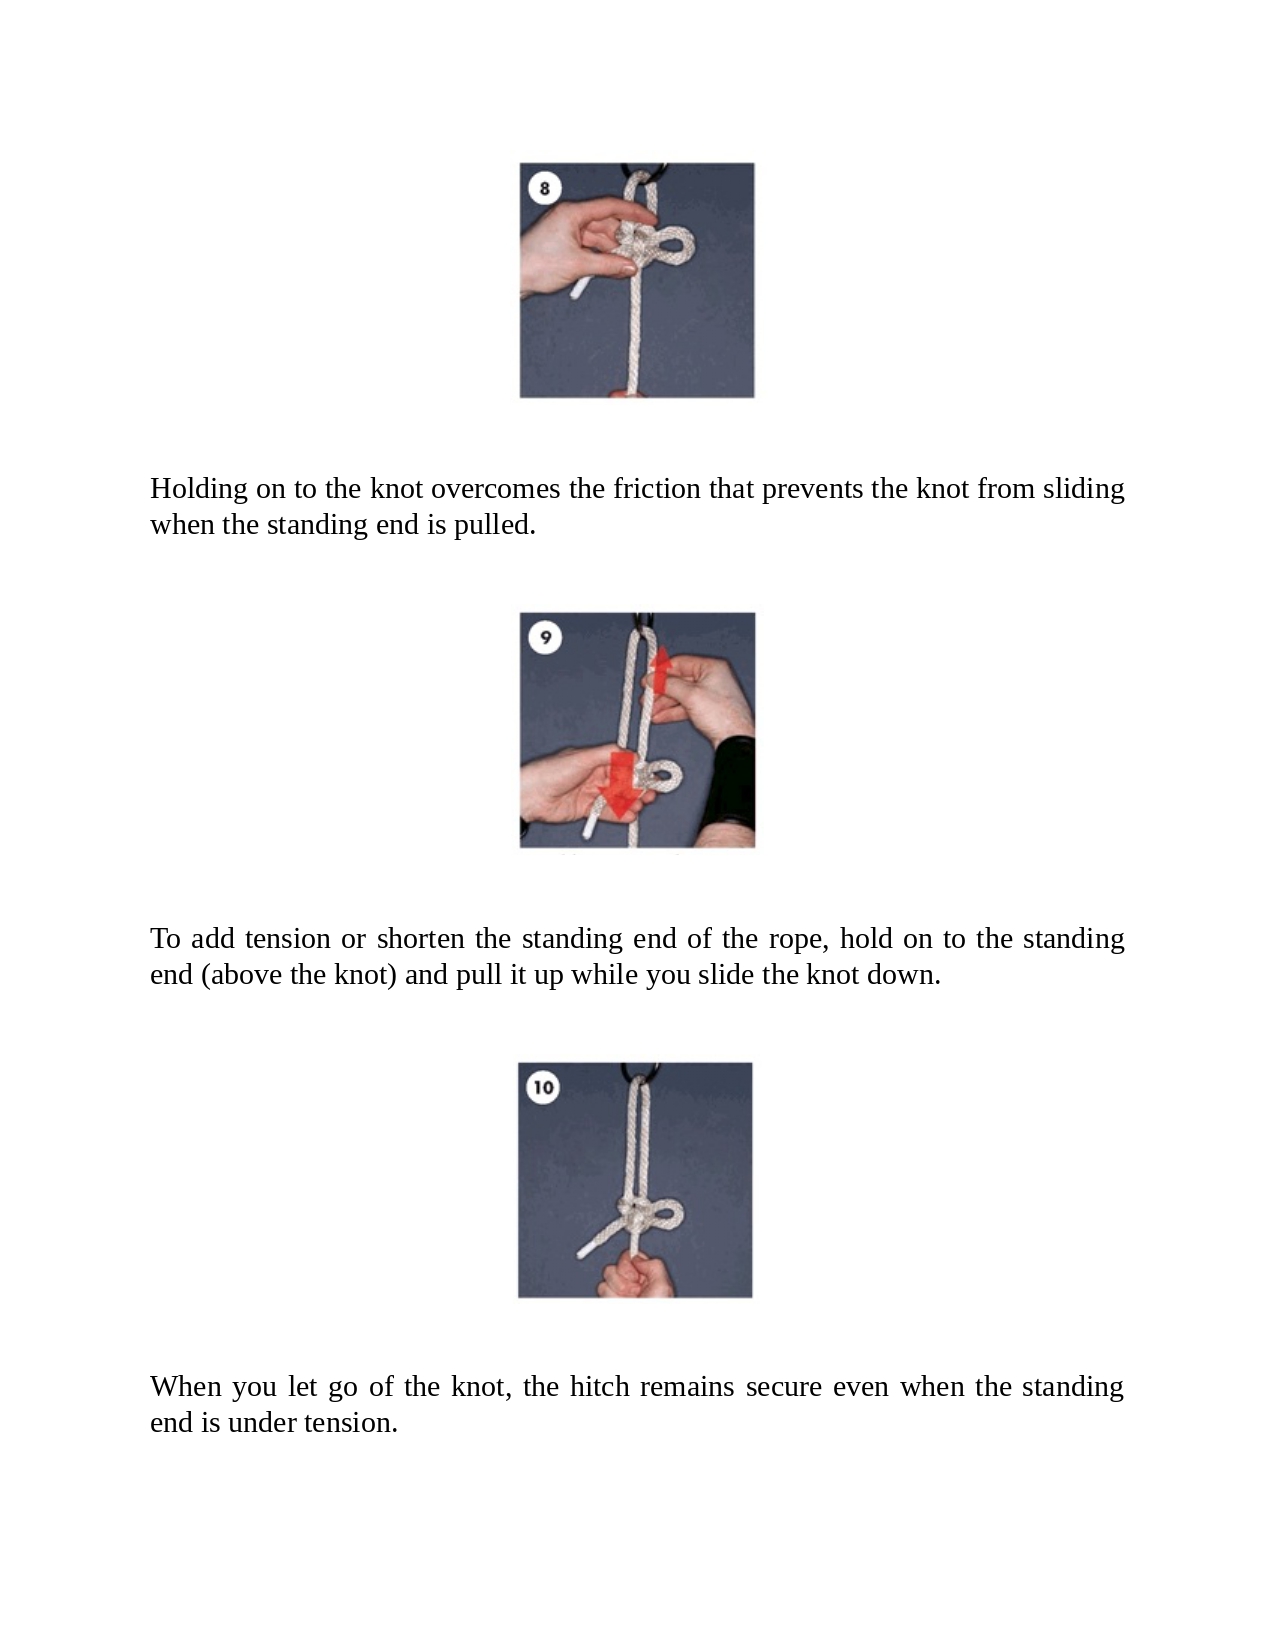 8
Holding on to the knot overcomes the friction that prevents the knot from sliding
when the standing end is pulled.
9
To add tension or shorten the standing end of the rope, hold on to the standing
end (above the knot) and pull it up while you slide the knot down.
10
When you let go of the knot, the hitch remains secure even when the standing
end is under tension.